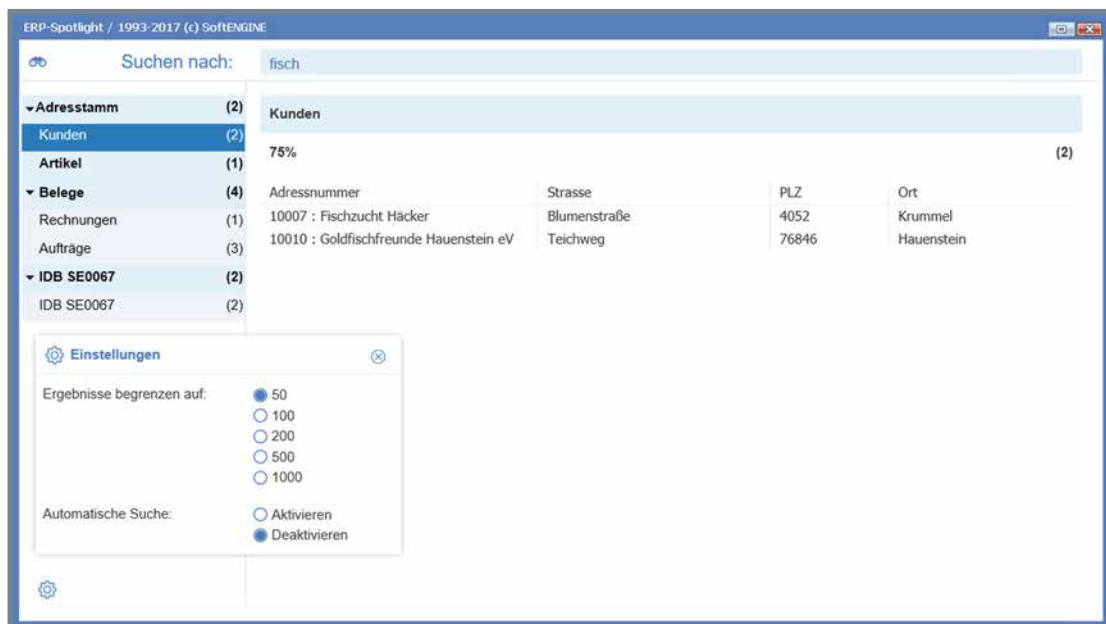 ERP-Spotlight / 1993-2017 (c) SoftENGINE
Suchen nach: fisch
Adresstamm (2)
Kunden (2)
Artikel (1)
Belege (4)
Rechnungen (1)
Aufträge (3)
IDB SE0067 (2)
IDB SE0067 (2)
Kunden
75% (2)
Adressnummer Strasse PLZ Ort
10007 : Fischzucht Häcker Blumenstraße 4052 Krummel
10010 : Goldfischfreunde Hauenstein eV Teichweg 76846 Hauenstein
Einstellungen
Ergebnisse begrenzen auf: 50
100
200
500
1000
Automatische Suche: Aktivieren
Deaktivieren